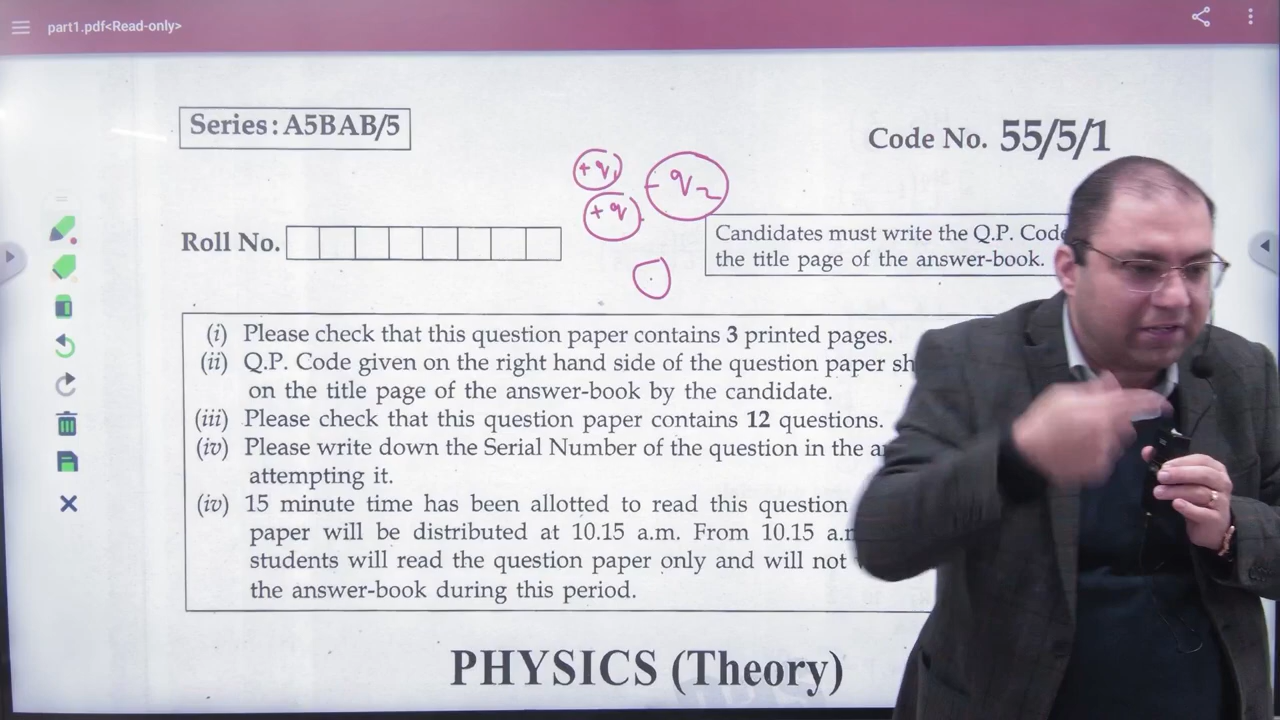 part1.pdf<Read-only>
Series : A5BAB/5
Code No. 55/5/1
+q1
-q2
+q
Roll No.
Candidates must write the Q.P. Code
the title page of the answer-book.
(i) Please check that this question paper contains 3 printed pages.
(ii) Q.P. Code given on the right hand side of the question paper sh
on the title page of the answer-book by the candidate.
(iii) Please check that this question paper contains 12 questions.
(iv) Please write down the Serial Number of the question in the a
attempting it.
(iv) 15 minute time has been allotted to read this question
paper will be distributed at 10.15 a.m. From 10.15 a.
students will read the question paper only and will not
the answer-book during this period.
PHYSICS (Theory)